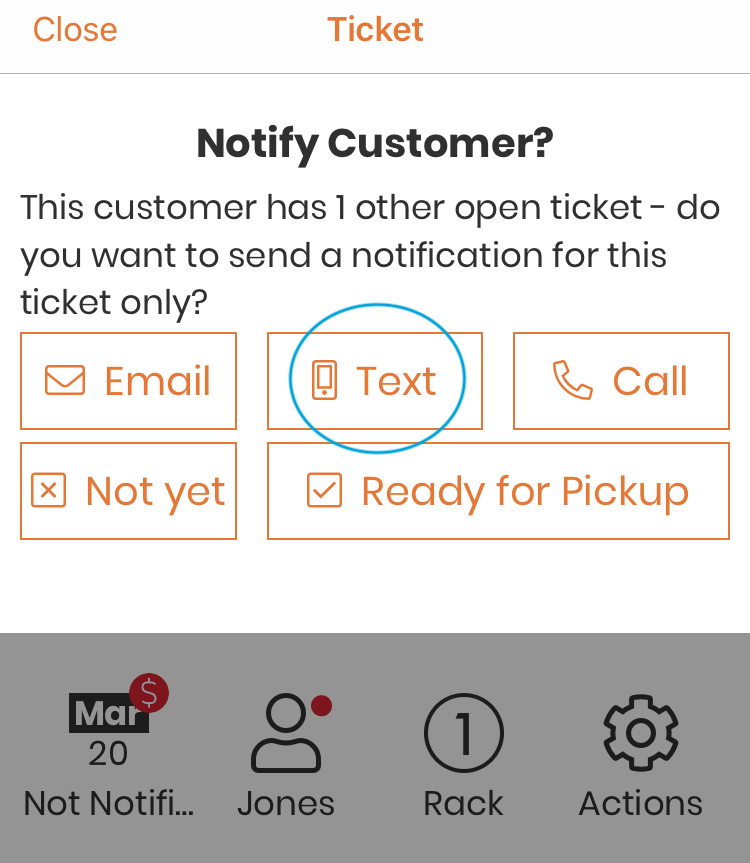 Close
Ticket
Notify Customer?
This customer has 1 other open ticket - do
you want to send a notification for this
ticket only?
Email
Text
Call
Not yet
Ready for Pickup
$
Mar
20
1
Not Notifi...
Jones
Rack
Actions